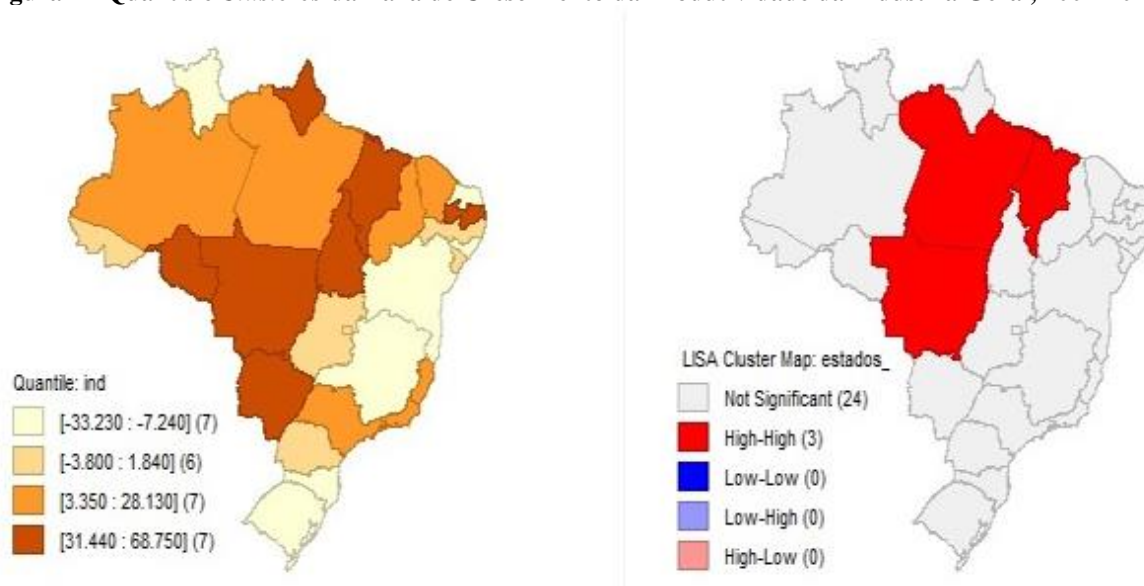 Quantile: ind
[-33.230 : -7.240] (7)
[-3.800 : 1.840] (6)
[3.350 : 28.130] (7)
[31.440 : 68.750] (7)
LISA Cluster Map: estados_
Not Significant (24)
High-High (3)
Low-Low (0)
Low-High (0)
High-Low (0)